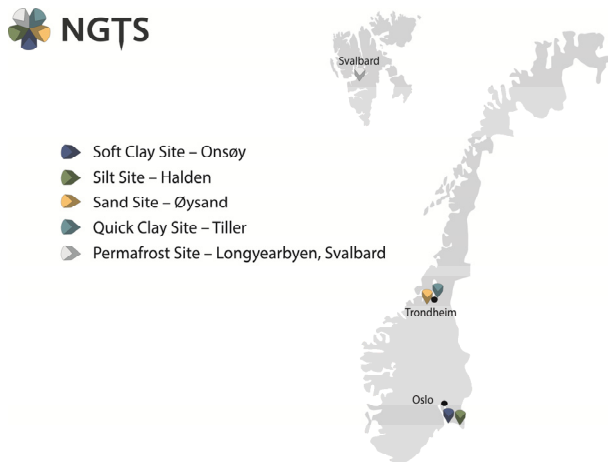 NGTS
Svalbard
Soft Clay Site – Onsøy
Silt Site – Halden
Sand Site – Øysand
Quick Clay Site – Tiller
Permafrost Site – Longyearbyen, Svalbard
Trondheim
Oslo